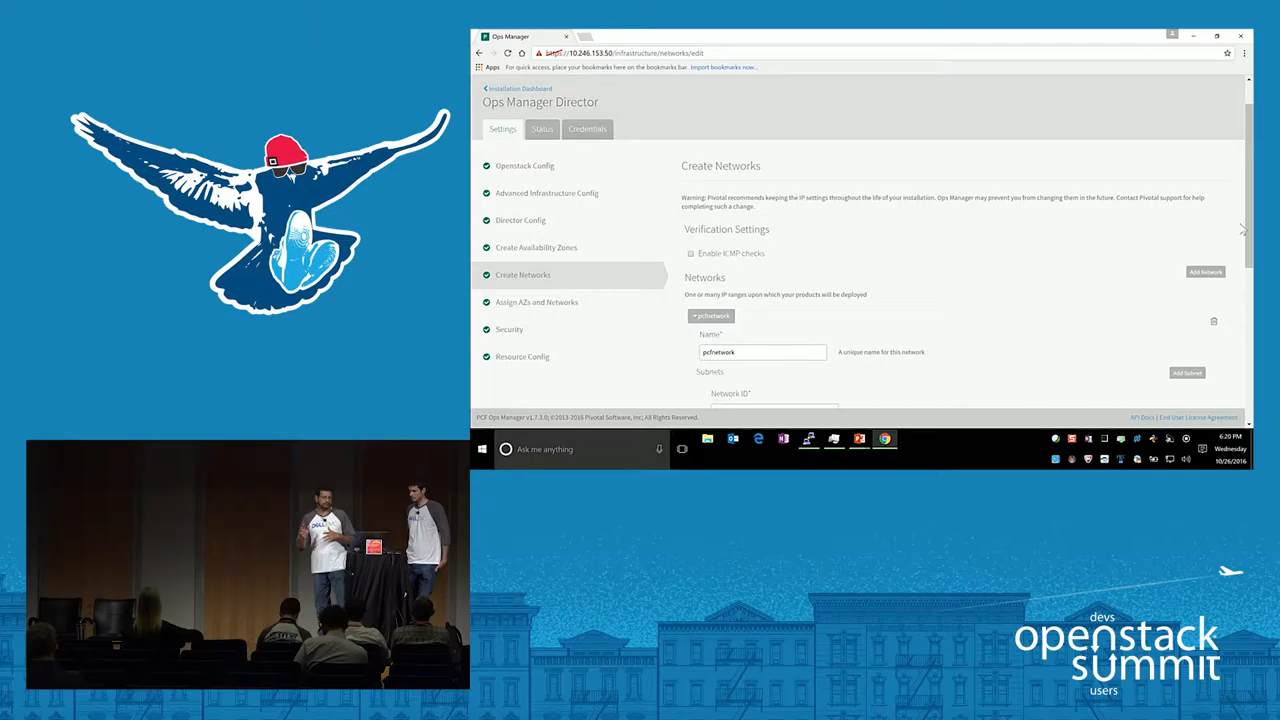 Ops Manager
https://10.246.153.50/infrastructure/networks/edit
Apps For quick access, place your bookmarks here on the bookmarks bar. Import bookmarks now...
Installation Dashboard
Ops Manager Director
Settings Status Credentials
Openstack Config
Advanced Infrastructure Config
Director Config
Create Availability Zones
Create Networks
Assign AZs and Networks
Security
Resource Config
Create Networks
Warning: Pivotal recommends keeping the IP settings throughout the life of your installation. Ops Manager may prevent you from changing them in the future. Contact Pivotal support for help
completing such a change.
Verification Settings
Enable ICMP checks
Networks
Add Network
One or many IP ranges upon which your products will be deployed
pcfnetwork
Name*
pcfnetwork A unique name for this network
Subnets
Add Subnet
Network ID*
PCF Ops Manager v1.7.3.0; ©2013-2016 Pivotal Software, Inc; All Rights Reserved.
API Docs | End User License Agreement
Ask me anything
6:20 PM
Wednesday
10/26/2016
DELL EMC
devs
openstack
summit
users